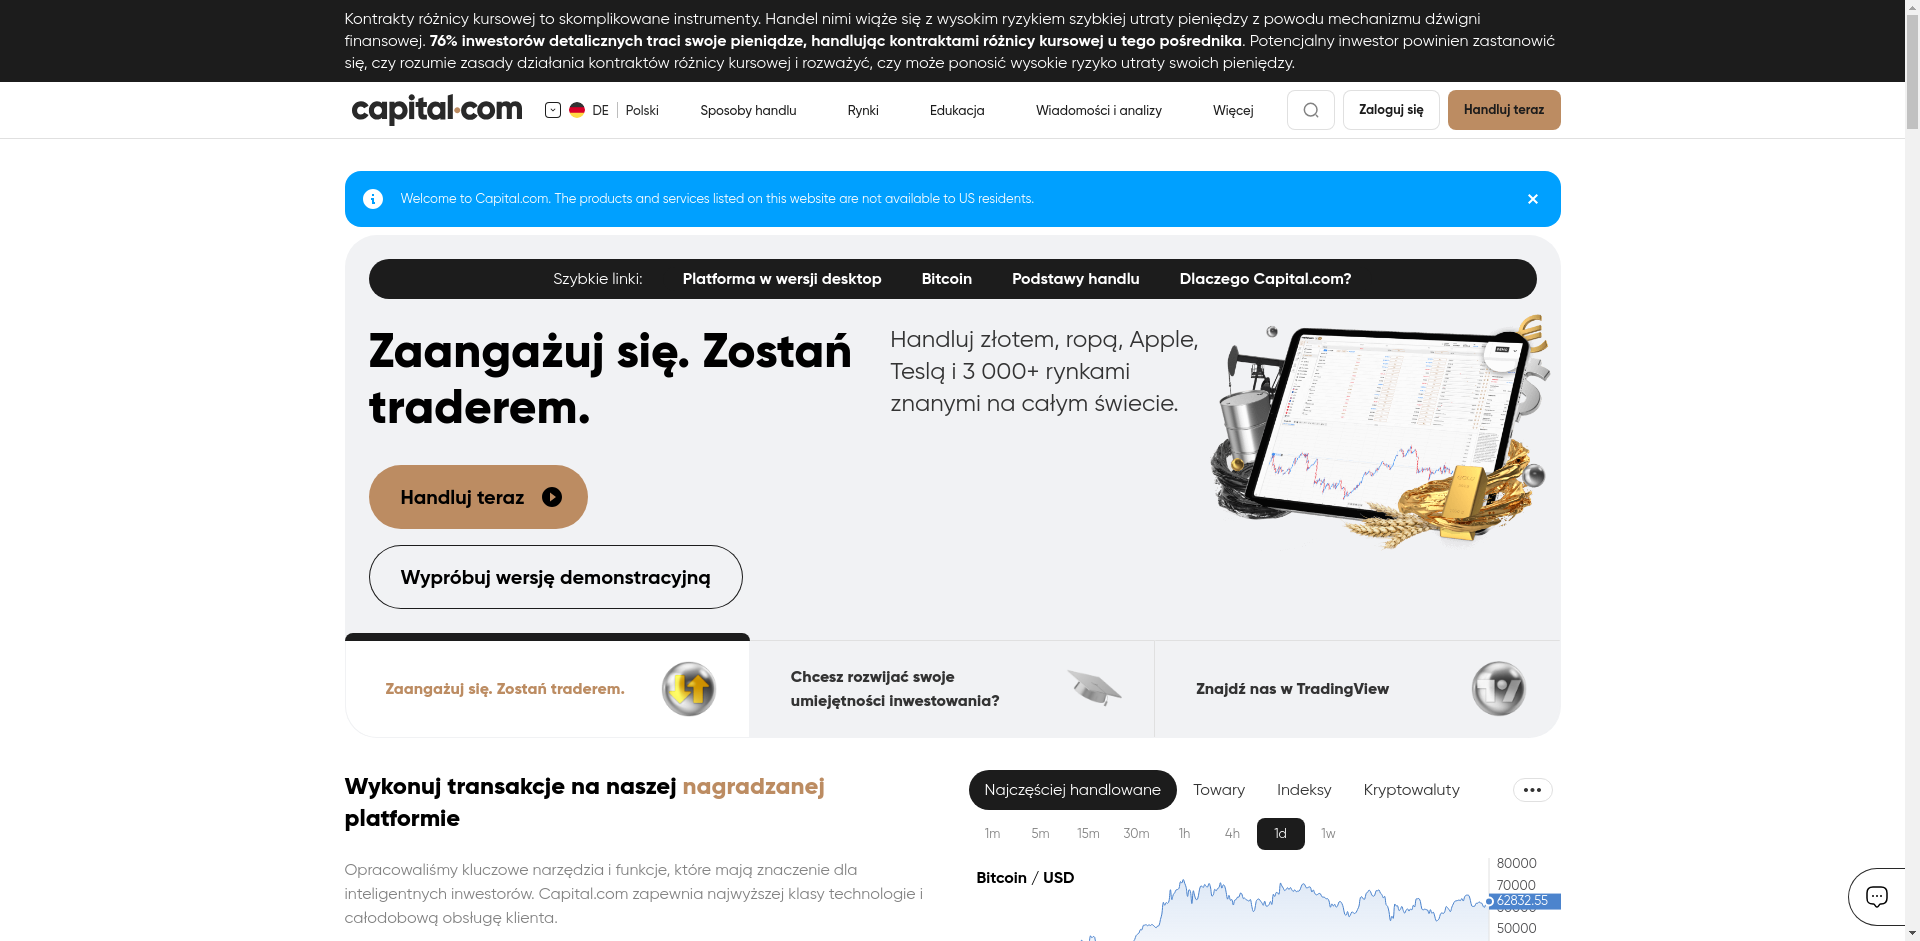 Kontrakty różnicy kursowej to skomplikowane instrumenty. Handel nimi wiąże się z wysokim ryzykiem szybkiej utraty pieniędzy z powodu mechanizmu dźwigni
finansowej. 76% inwestorów detalicznych traci swoje pieniądze, handlując kontraktami różnicy kursowej u tego pośrednika. Potencjalny inwestor powinien zastanowić
się, czy rozumie zasady działania kontraktów różnicy kursowej i rozważyć, czy może ponosić wysokie ryzyko utraty swoich pieniędzy.
capital.com DE Polski Sposoby handlu Rynki Edukacja Wiadomości i analizy Więcej Zaloguj się Handluj teraz
Welcome to Capital.com. The products and services listed on this website are not available to US residents.
Szybkie linki: Platforma w wersji desktop Bitcoin Podstawy handlu Dlaczego Capital.com?
Zaangażuj się. Zostań
traderem.
Handluj złotem, ropą, Apple,
Teslą i 3 000+ rynkami
znanymi na całym świecie.
Handluj teraz
Wypróbuj wersję demonstracyjną
Zaangażuj się. Zostań traderem.
Chcesz rozwijać swoje
umiejętności inwestowania?
Znajdź nas w TradingView
Wykonuj transakcje na naszej nagradzanej
platformie
Opracowaliśmy kluczowe narzędzia i funkcje, które mają znaczenie dla
inteligentnych inwestorów. Capital.com zapewnia najwyższej klasy technologie i
całodobową obsługę klienta.
Najczęściej handlowane Towary Indeksy Kryptowaluty
1m 5m 15m 30m 1h 4h 1d 1w
Bitcoin / USD
80000
70000
62832.55
50000